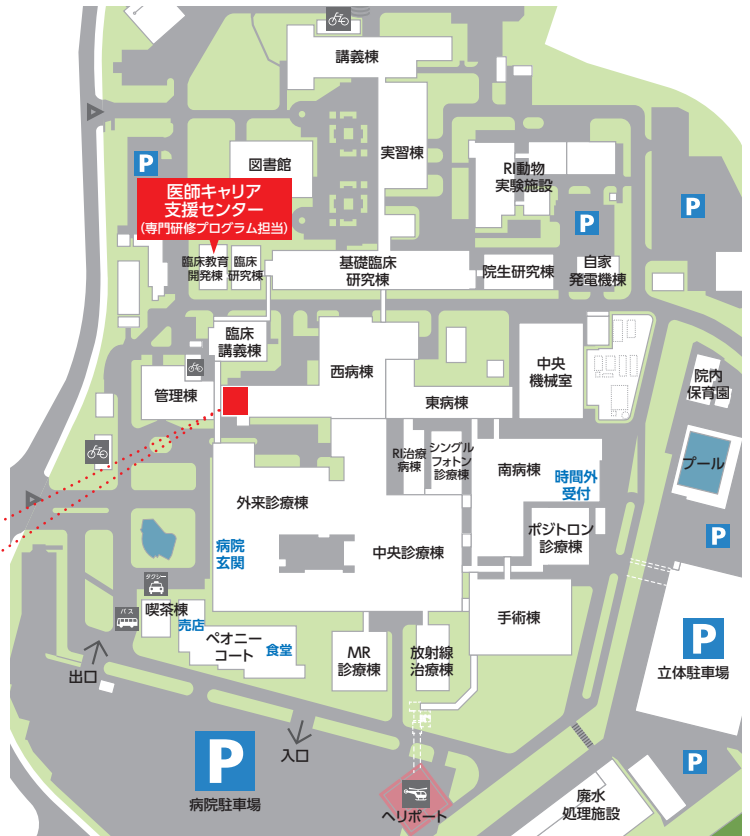 講義棟
実習棟
図書館
RI動物
実験施設
P
P
P
医師キャリア
支援センター
(専門研修プログラム担当)
臨床教育
開発棟
臨床
研究棟
基礎臨床
研究棟
院生研究棟
自家
発電機棟
臨床
講義棟
西病棟
中央
機械室
院内
保育園
管理棟
東病棟
RI治療
病棟
シングル
フォトン
診療棟
南病棟
時間外
受付
プール
外来診療棟
病院
玄関
中央診療棟
ポジトロン
診療棟
P
タクシー
バス
喫茶棟
売店
ペオニー
コート
食堂
MR
診療棟
放射線
治療棟
手術棟
P
立体駐車場
出口
入口
P
病院駐車場
ヘリポート
P
廃水
処理施設